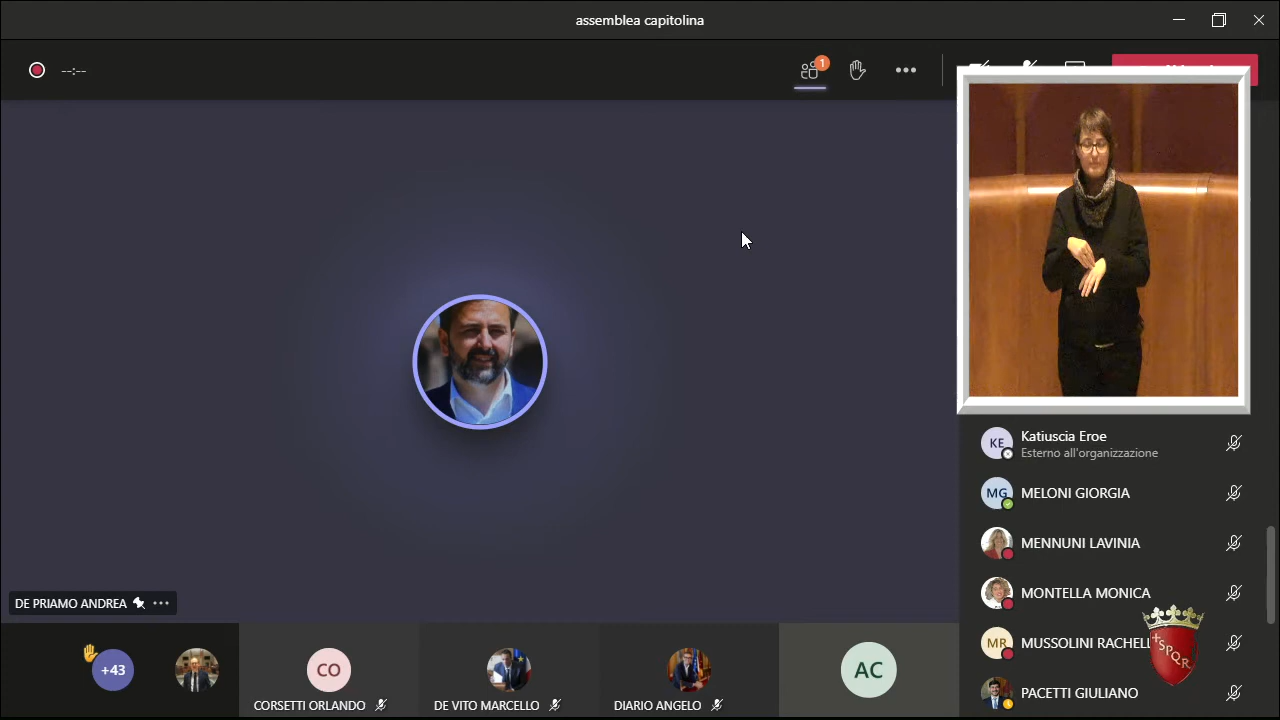 assemblea capitolina
--:--
1
KE
Katiuscia Eroe
Esterno all'organizzazione
MG
MELONI GIORGIA
MENNUNI LAVINIA
MONTELLA MONICA
MR
MUSSOLINI RACHEL
SPQR
PACETTI GIULIANO
DE PRIAMO ANDREA
+43
CO
CORSETTI ORLANDO
DE VITO MARCELLO
DIARIO ANGELO
AC